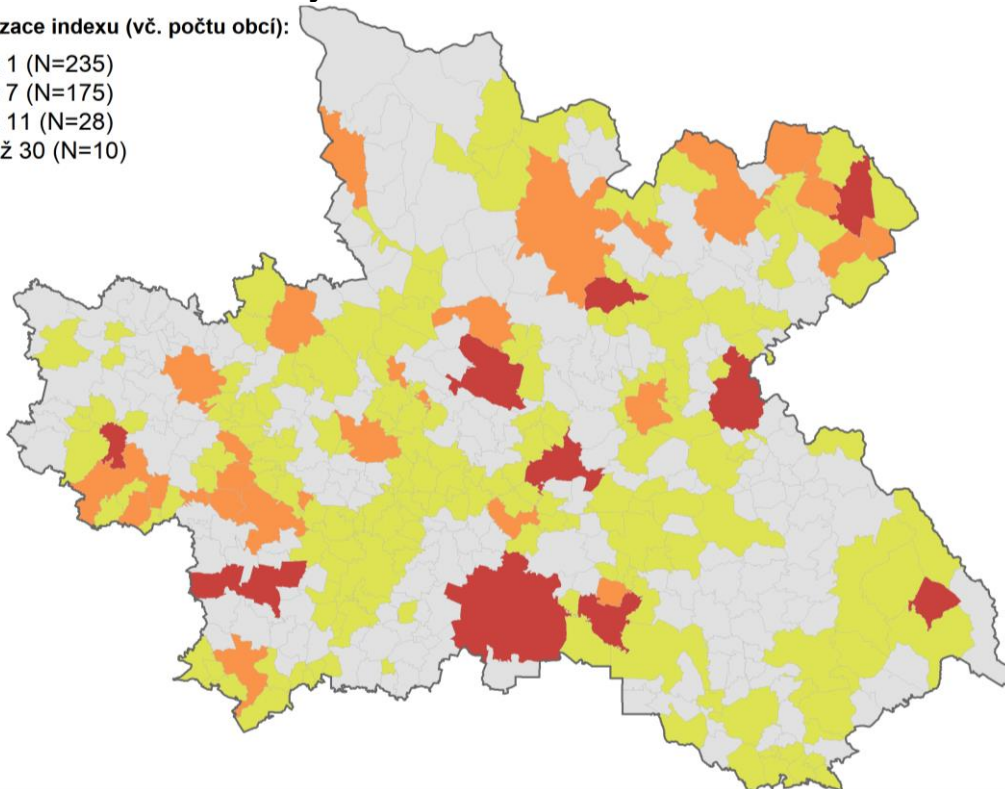 zace indexu (vč. počtu obcí):
1 (N=235)
7 (N=175)
11 (N=28)
ž 30 (N=10)